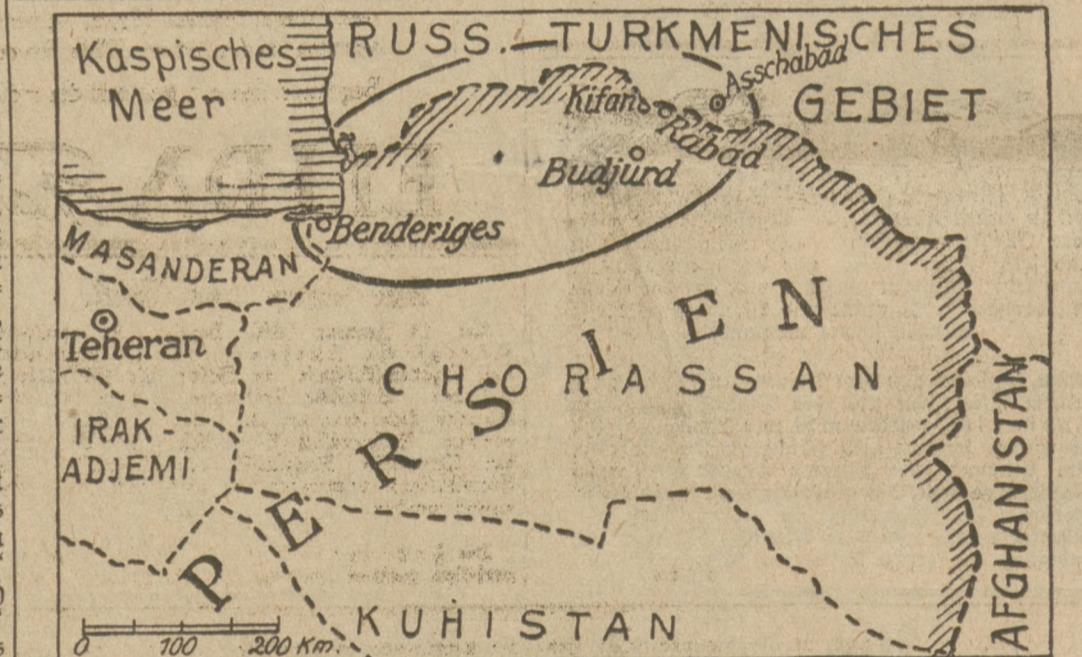 Kaspisches
Meer
RUSS.—TURKMENISCHES
GEBIET
Asschabad
Kifan
Rabad
Budjurd
Benderiges
MASANDERAN
Teheran
PERSIEN
CHORASSAN
IRAK-
ADJEMI
AFGHANISTAN
KUHISTAN
0 100 200 Km.